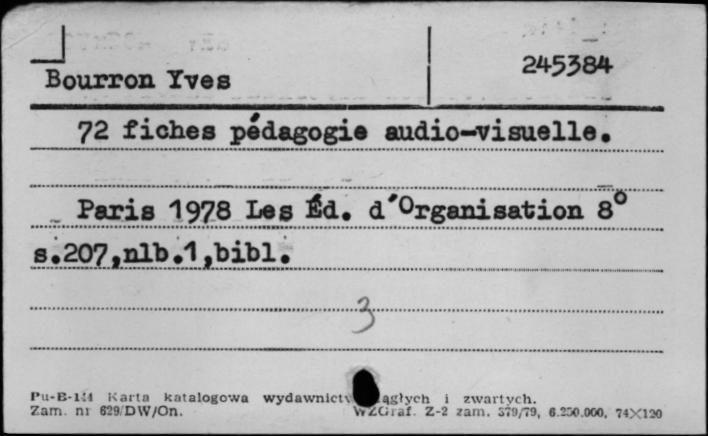 245384
Bourron Yves
72 fiches pédagogie audio-visuelle.
Paris 1978 Les Éd. d'Organisation 8°
s.207,nlb.1,bibl.
3
Pu-B-144 Karta katalogowa wydawnictw ciągłych i zwartych.
Zam. nr 629/DW/On. WZGraf. Z-2 zam. 379/79, 6.250.000, 74X120